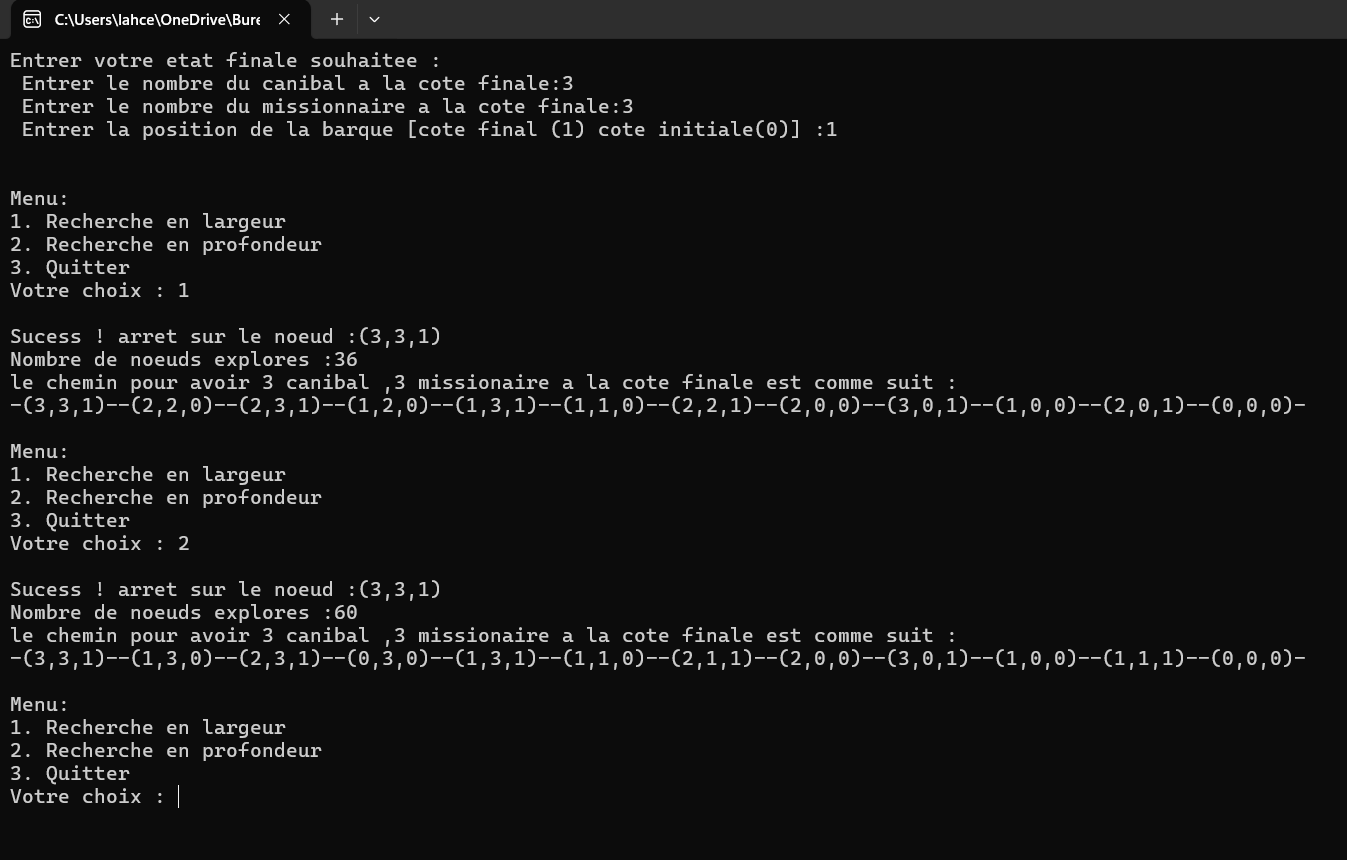 C:\Users\lahce\OneDrive\Bure
Entrer votre etat finale souhaitee :
Entrer le nombre du canibal a la cote finale:3
Entrer le nombre du missionnaire a la cote finale:3
Entrer la position de la barque [cote final (1) cote initiale(0)] :1
Menu:
1. Recherche en largeur
2. Recherche en profondeur
3. Quitter
Votre choix : 1
Sucess ! arret sur le noeud :(3,3,1)
Nombre de noeuds explores :36
le chemin pour avoir 3 canibal ,3 missionaire a la cote finale est comme suit :
-(3,3,1)--(2,2,0)--(2,3,1)--(1,2,0)--(1,3,1)--(1,1,0)--(2,2,1)--(2,0,0)--(3,0,1)--(1,0,0)--(2,0,1)--(0,0,0)-
Menu:
1. Recherche en largeur
2. Recherche en profondeur
3. Quitter
Votre choix : 2
Sucess ! arret sur le noeud :(3,3,1)
Nombre de noeuds explores :60
le chemin pour avoir 3 canibal ,3 missionaire a la cote finale est comme suit :
-(3,3,1)--(1,3,0)--(2,3,1)--(0,3,0)--(1,3,1)--(1,1,0)--(2,1,1)--(2,0,0)--(3,0,1)--(1,0,0)--(1,1,1)--(0,0,0)-
Menu:
1. Recherche en largeur
2. Recherche en profondeur
3. Quitter
Votre choix :